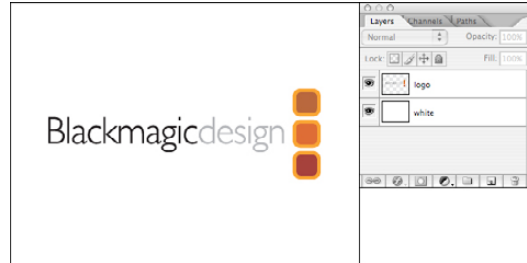 Blackmagicdesign
Layers Channels Paths
Normal Opacity: 100%
Lock: Fill: 100%
logo
white